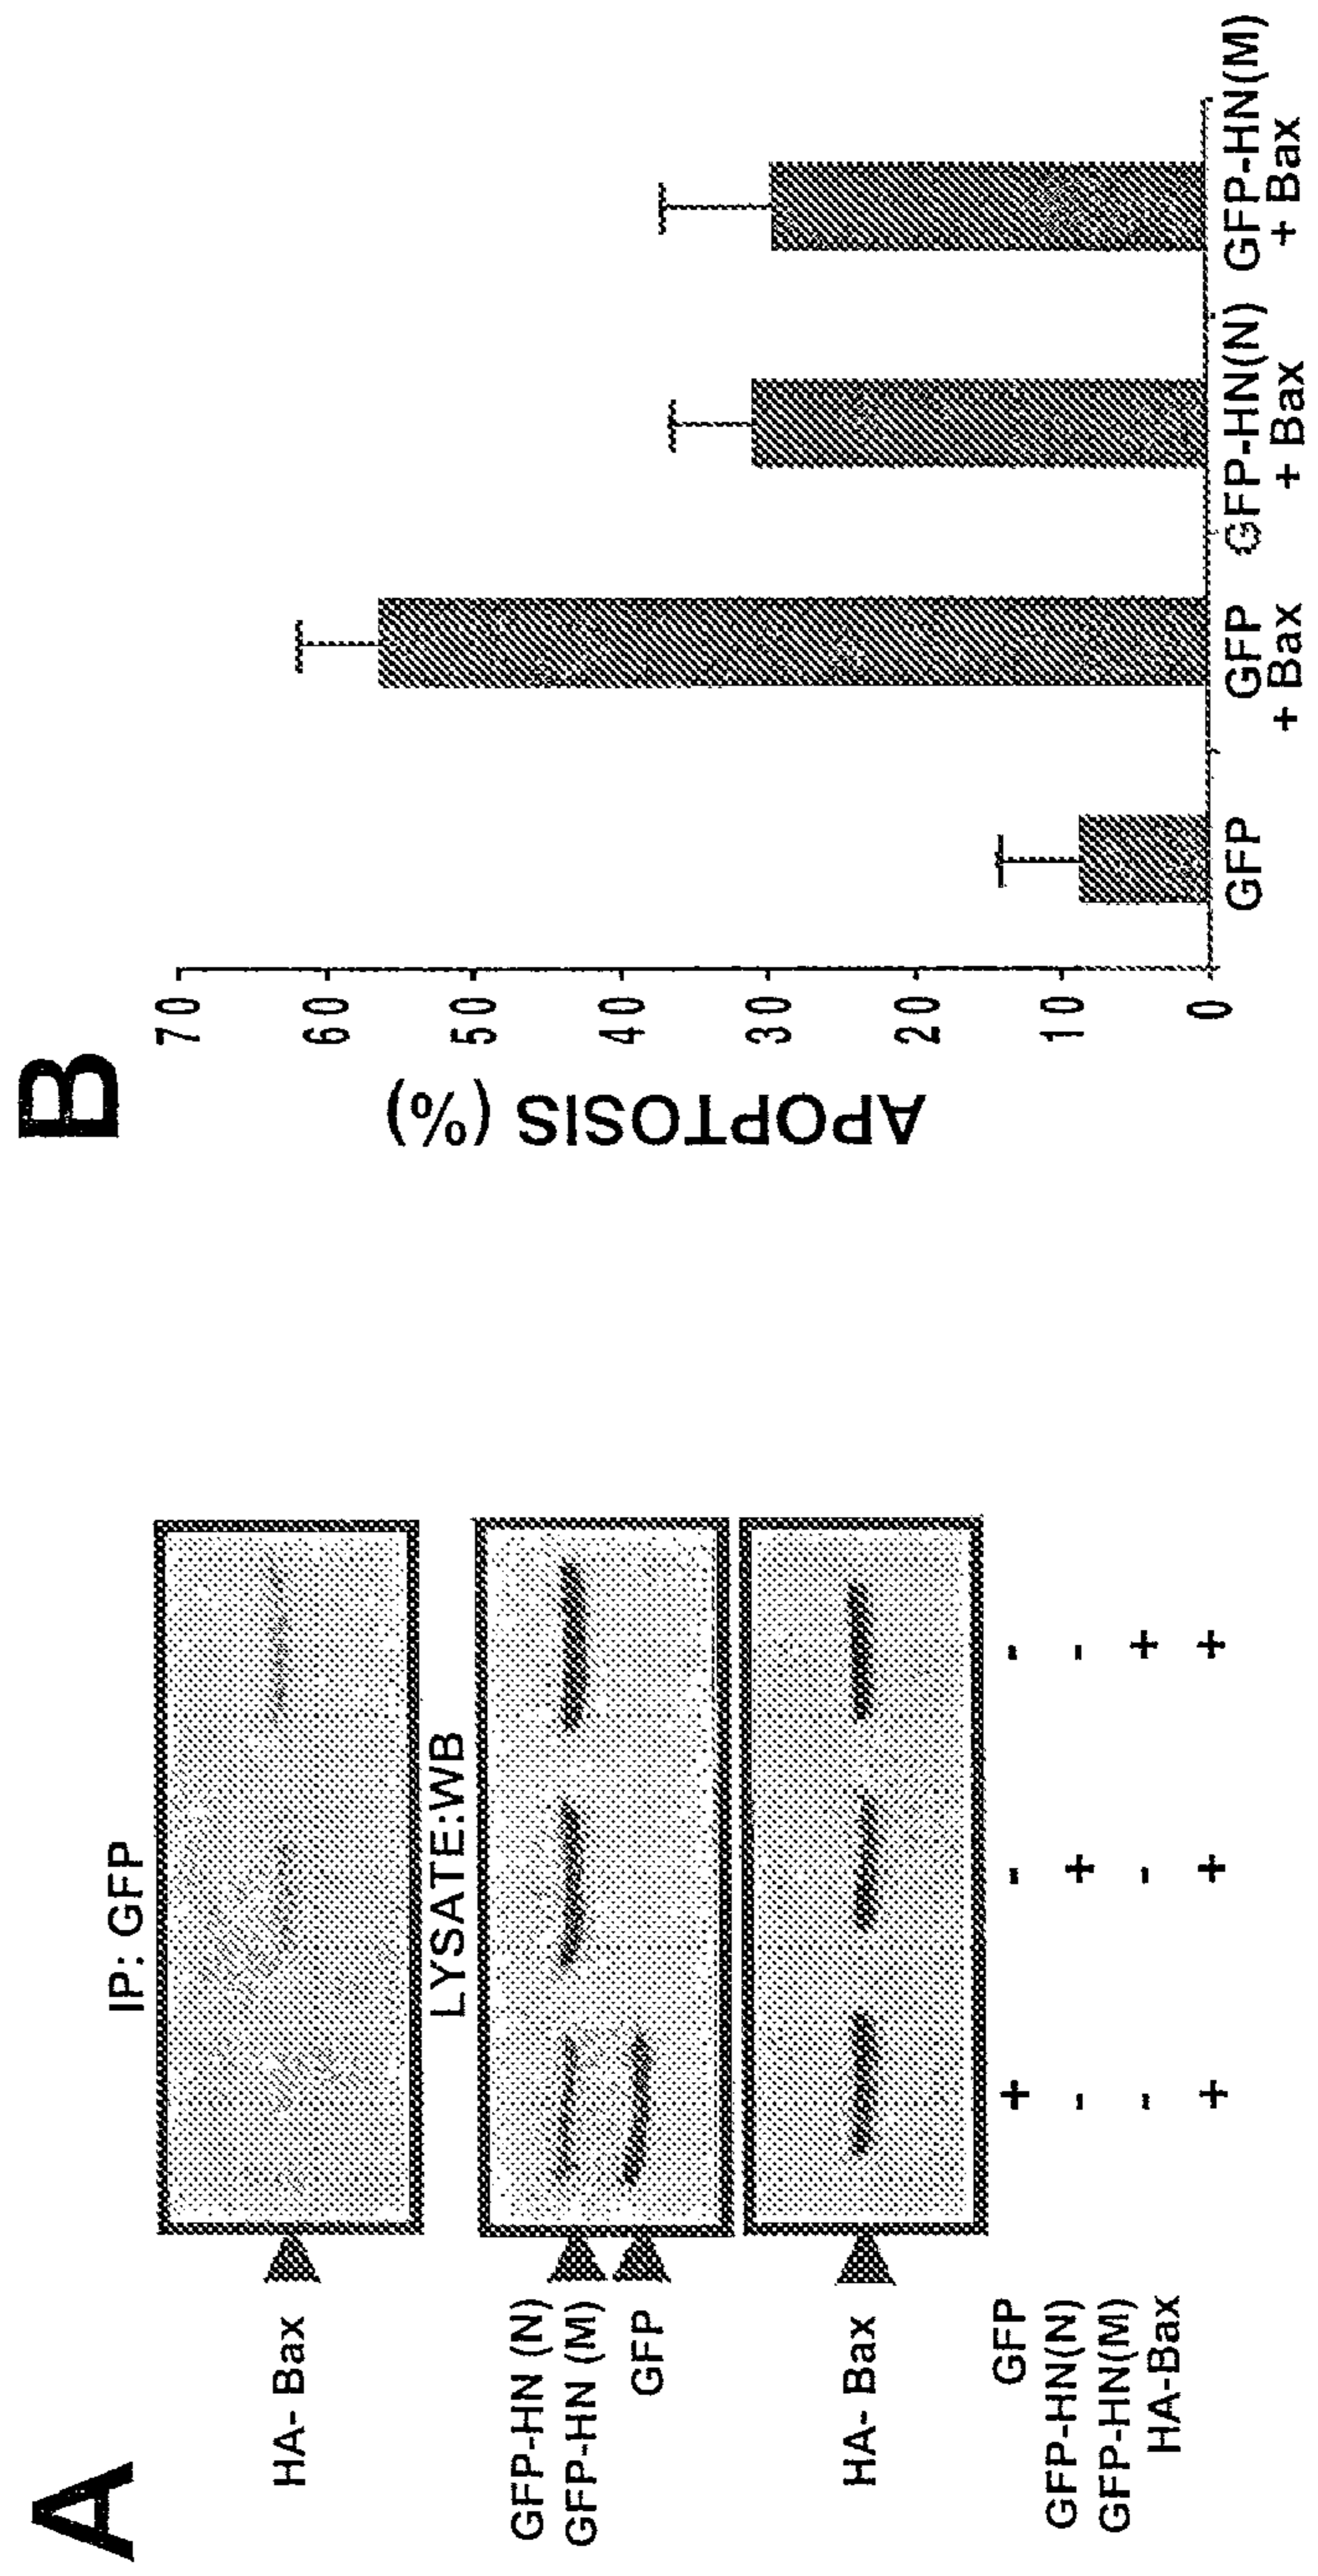 A
IP: GFP
HA- Bax
LYSATE:WB
GFP-HN (N)
GFP-HN (M)
GFP
HA- Bax
GFP + - -  -
GFP-HN(N) - + -
GFP-HN(M) - - +
HA-Bax + + +
B
APOPTOSIS (%)
70
60
50
40
30
20
10
0
GFP
GFP
+ Bax
GFP-HN(N)
+ Bax
GFP-HN(M)
+ Bax